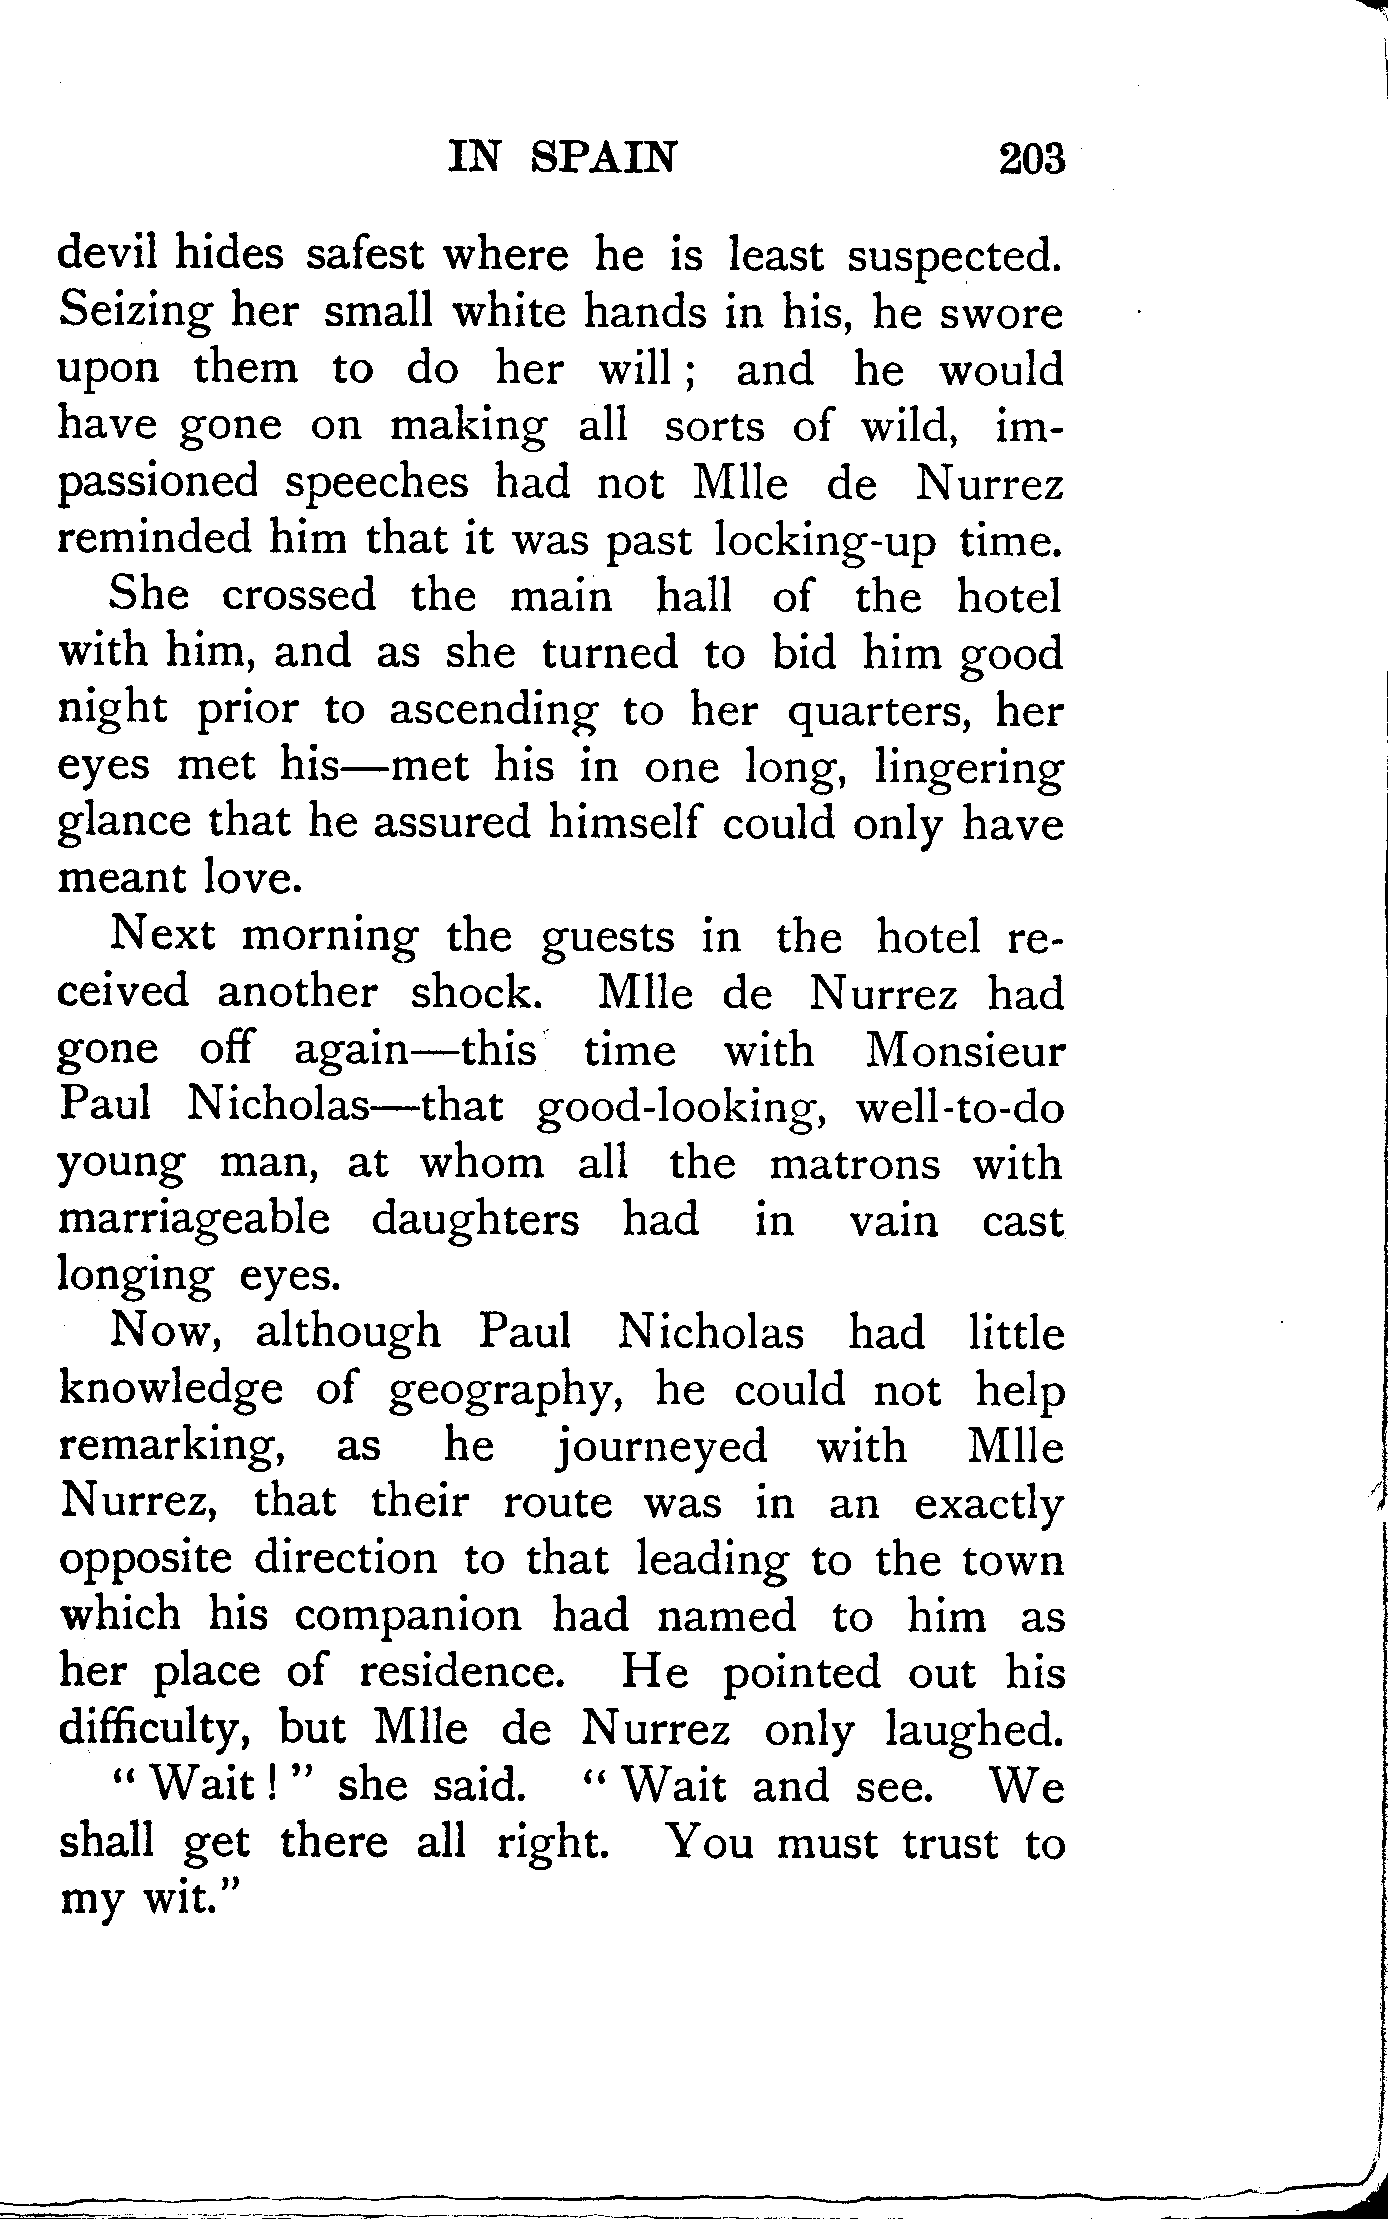 IN SPAIN 203
devil hides safest where he is least suspected.
Seizing her small white hands in his, he swore
upon them to do her will ; and he would
have gone on making all sorts of wild, im-
passioned speeches had not Mlle de Nurrez
reminded him that it was past locking-up time.
She crossed the main hall of the hotel
with him, and as she turned to bid him good
night prior to ascending to her quarters, her
eyes met his—met his in one long, lingering
glance that he assured himself could only have
meant love.
Next morning the guests in the hotel re-
ceived another shock. Mlle de Nurrez had
gone off again—this time with Monsieur
Paul Nicholas—that good-looking, well-to-do
young man, at whom all the matrons with
marriageable daughters had in vain cast
longing eyes.
Now, although Paul Nicholas had little
knowledge of geography, he could not help
remarking, as he journeyed with Mlle
Nurrez, that their route was in an exactly
opposite direction to that leading to the town
which his companion had named to him as
her place of residence. He pointed out his
difficulty, but Mlle de Nurrez only laughed.
“ Wait ! ” she said. “ Wait and see. We
shall get there all right. You must trust to
my wit.”